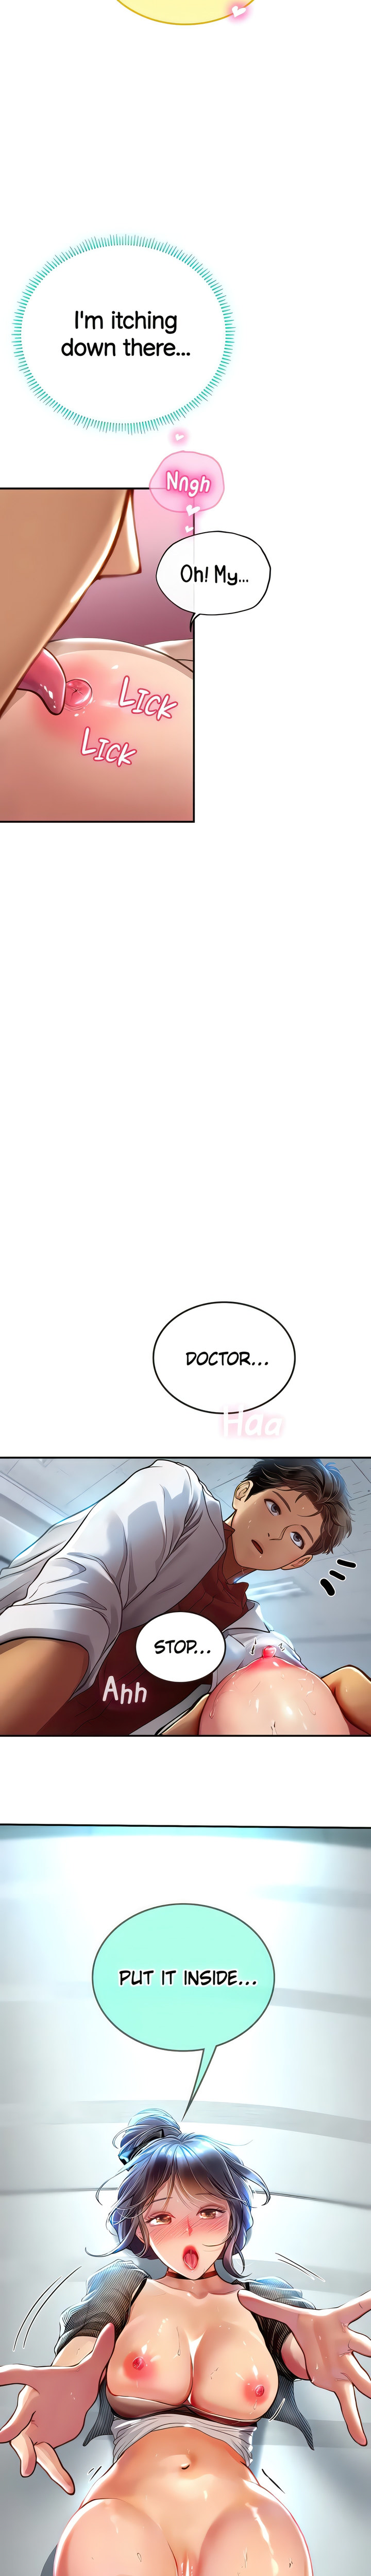 I'm itching
down there...
Nngh
Oh! My...
LICK
LICK
DOCTOR...
Haa
STOP...
Ahh
PUT IT INSIDE...